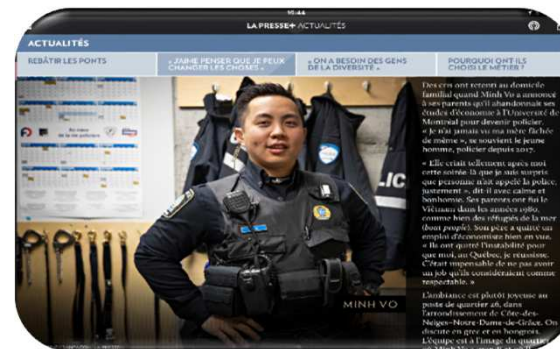 16:44
LA PRESSE+ ACTUALITÉS
ACTUALITÉS
REBÂTIR LES PONTS
« J'AIME PENSER QUE JE PEUX
CHANGER LES CHOSES »
« ON A BESOIN DES GENS
DE LA DIVERSITÉ »
POURQUOI ONT-ILS
CHOISI LE MÉTIER ?
Des cris ont retenti au domicile
familial quand Minh Vo a annoncé
à ses parents qu'il abandonnait ses
études d'économie à l'Université de
Montréal pour devenir policier.
« Je n'ai jamais vu ma mère fâchée
de même », se souvient le jeune
homme, policier depuis 2017.
« Elle criait tellement après moi
cette soirée-là que je suis surpris
que personne n'ait appelé la police,
justement », dit-il avec calme et
bonhomie. Ses parents ont fui le
Viêtnam dans les années 1980,
comme bien des réfugiés de la mer
(boat people). Son père a quitté un
emploi d'économiste bien en vue.
« Ils ont quitté l'instabilité pour
que moi, au Québec, je réussisse.
C'était impensable de ne pas avoir
un job qu'ils considéraient comme
respectable. »
MINH VO
L'ambiance est plutôt joyeuse au
poste de quartier 26, dans
l'arrondissement de Côte-des-
Neiges–Notre-Dame-de-Grâce. On
discute en grec et en hongrois.
L'équipe est à l'image du quartier